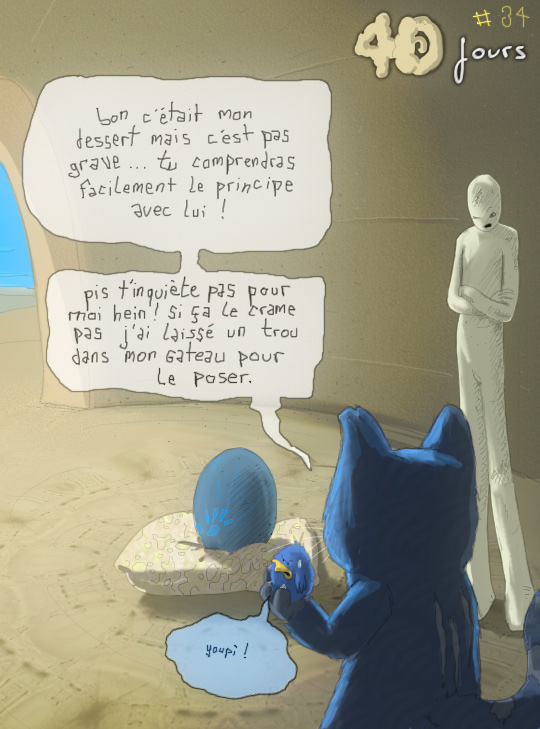 # 34
40
jours
bon c'était mon
dessert mais c'est pas
grave... tu comprendras
facilement le principe
avec lui !
pis t'inquiète pas pour
moi hein ! si ça le crame
pas j'ai laissé un trou
dans mon gateau pour
le poser.
youpi !